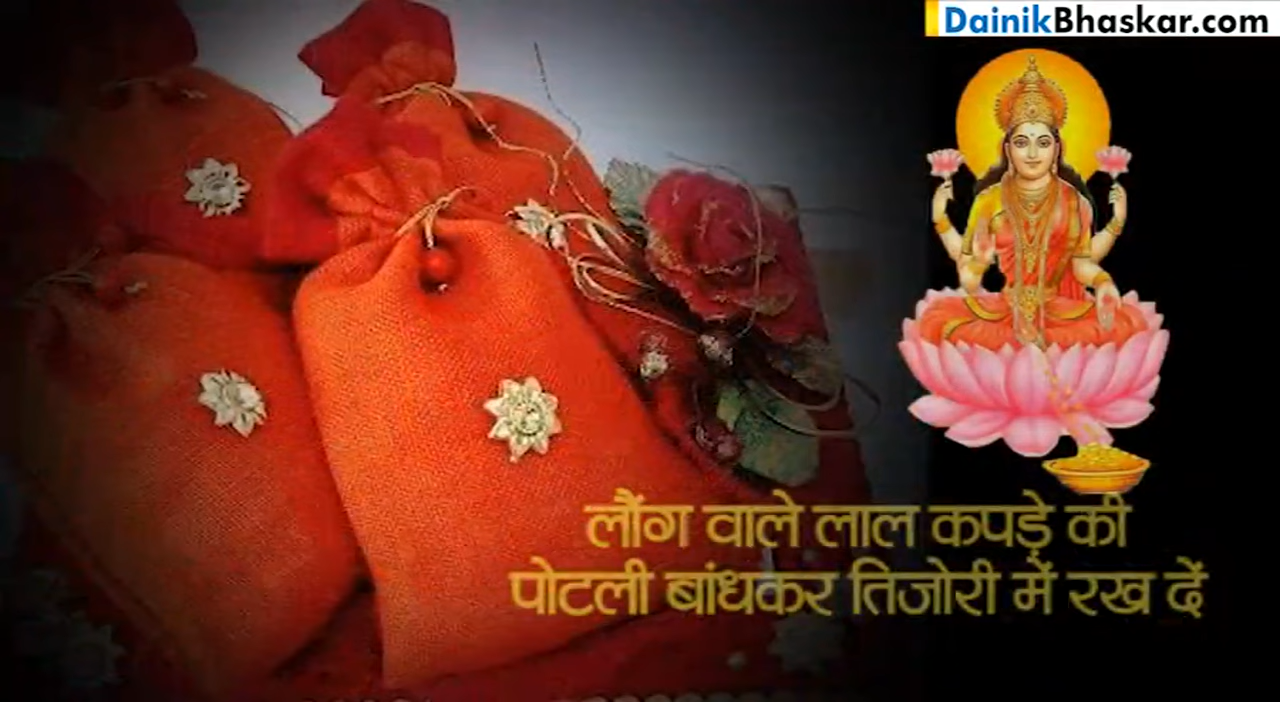 DainikBhaskar.com
लौंग वाले लाल कपड़े की
पोटली बांधकर तिजोरी में रख दें